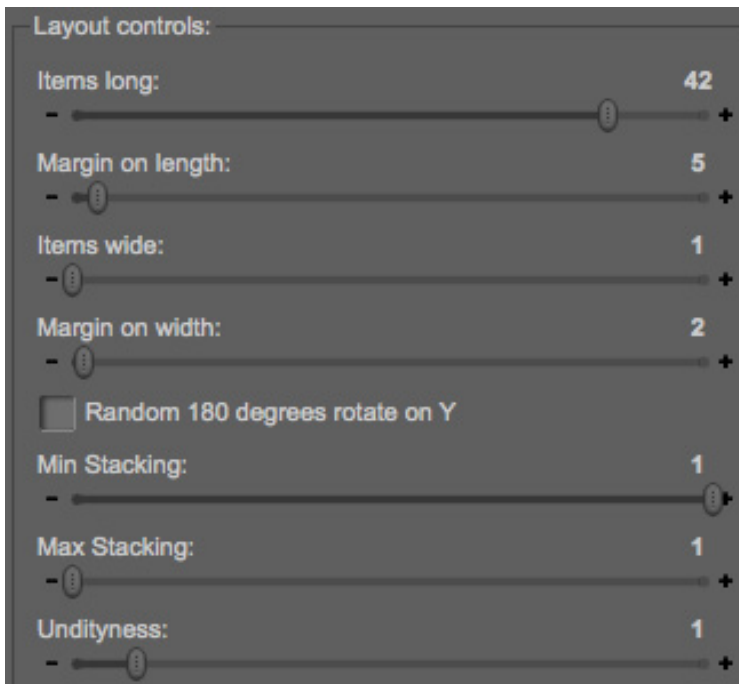 Layout controls:
Items long: 42
- +
Margin on length: 5
- +
Items wide: 1
- +
Margin on width: 2
- +
Random 180 degrees rotate on Y
Min Stacking: 1
- +
Max Stacking: 1
- +
Undityness: 1
- +